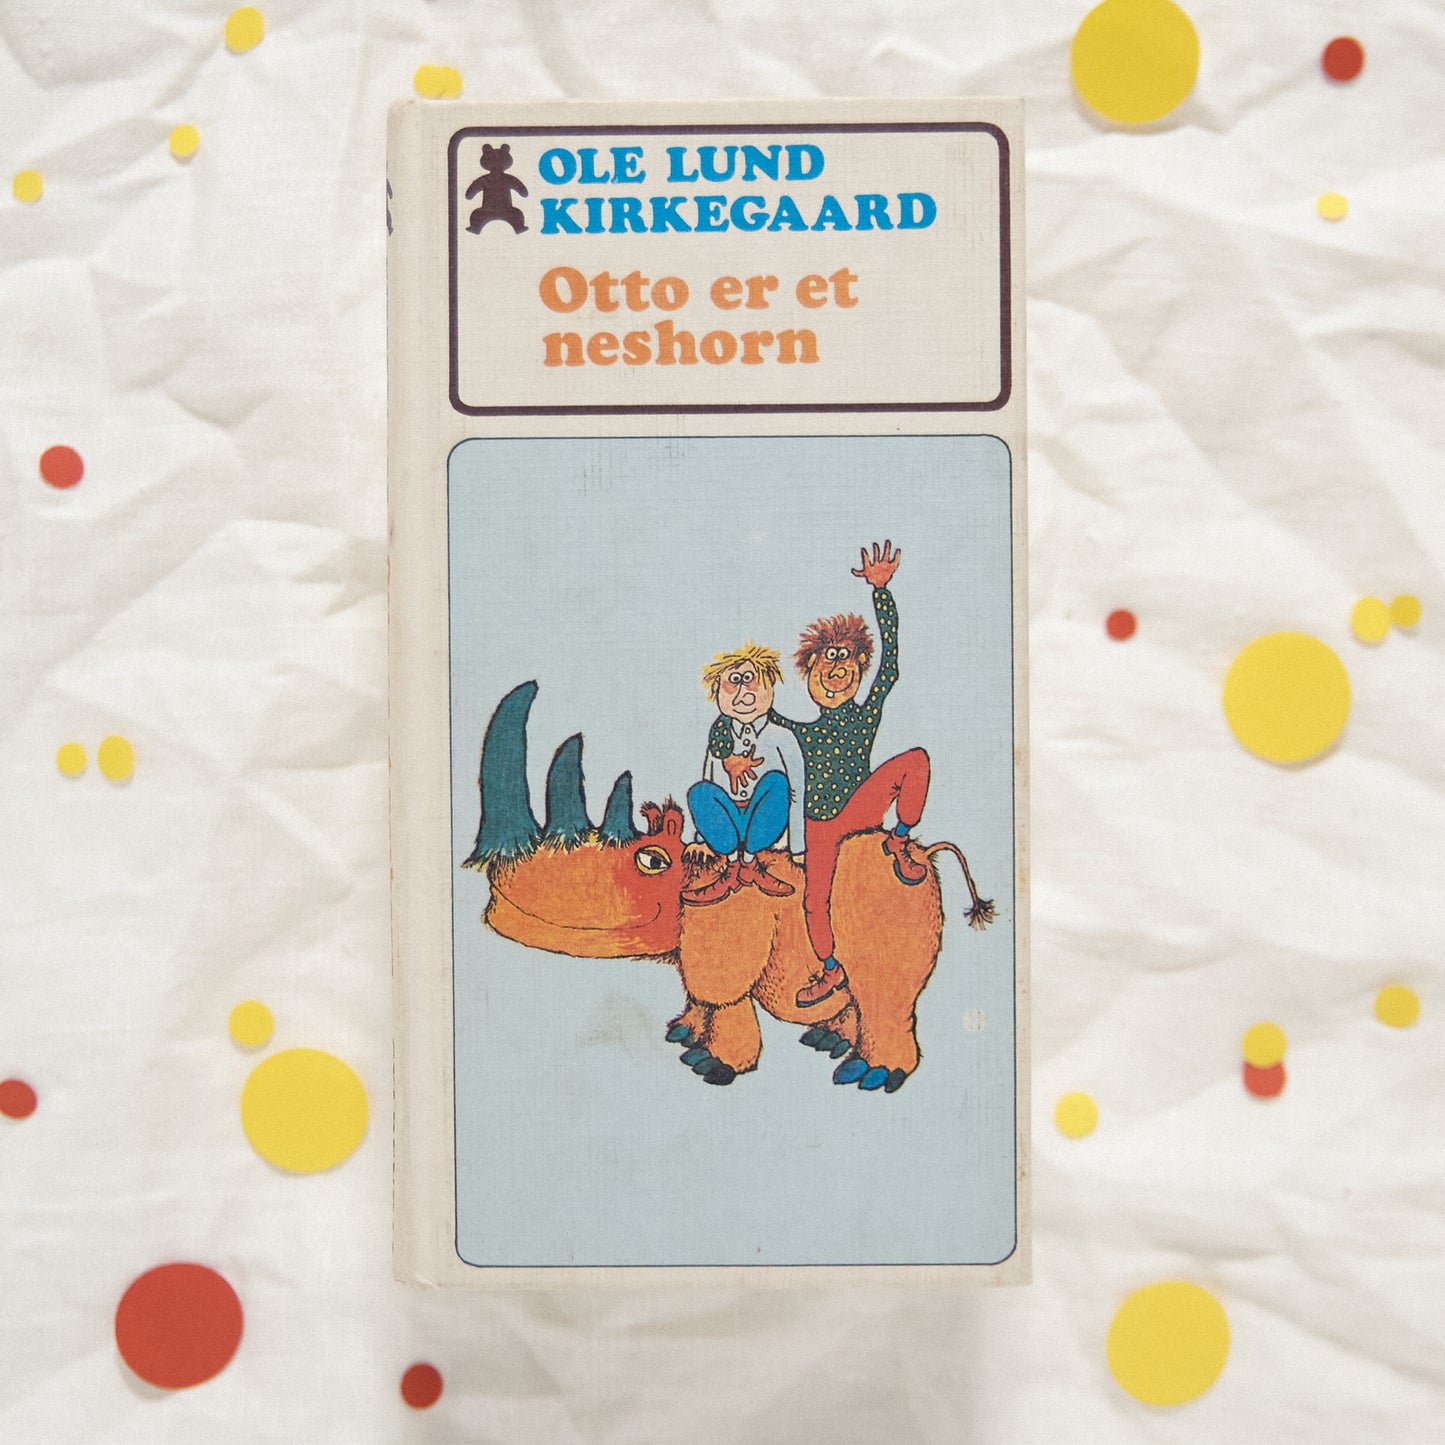 OLE LUND
KIRKEGAARD
Otto er et
neshorn